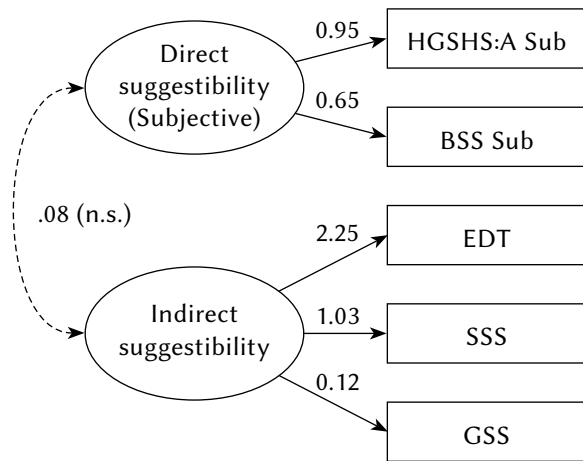 0.95
HGSHS:A Sub
Direct
suggestibility
(Subjective)
0.65
BSS Sub
.08 (n.s.)
2.25
EDT
Indirect
suggestibility
1.03
SSS
0.12
GSS